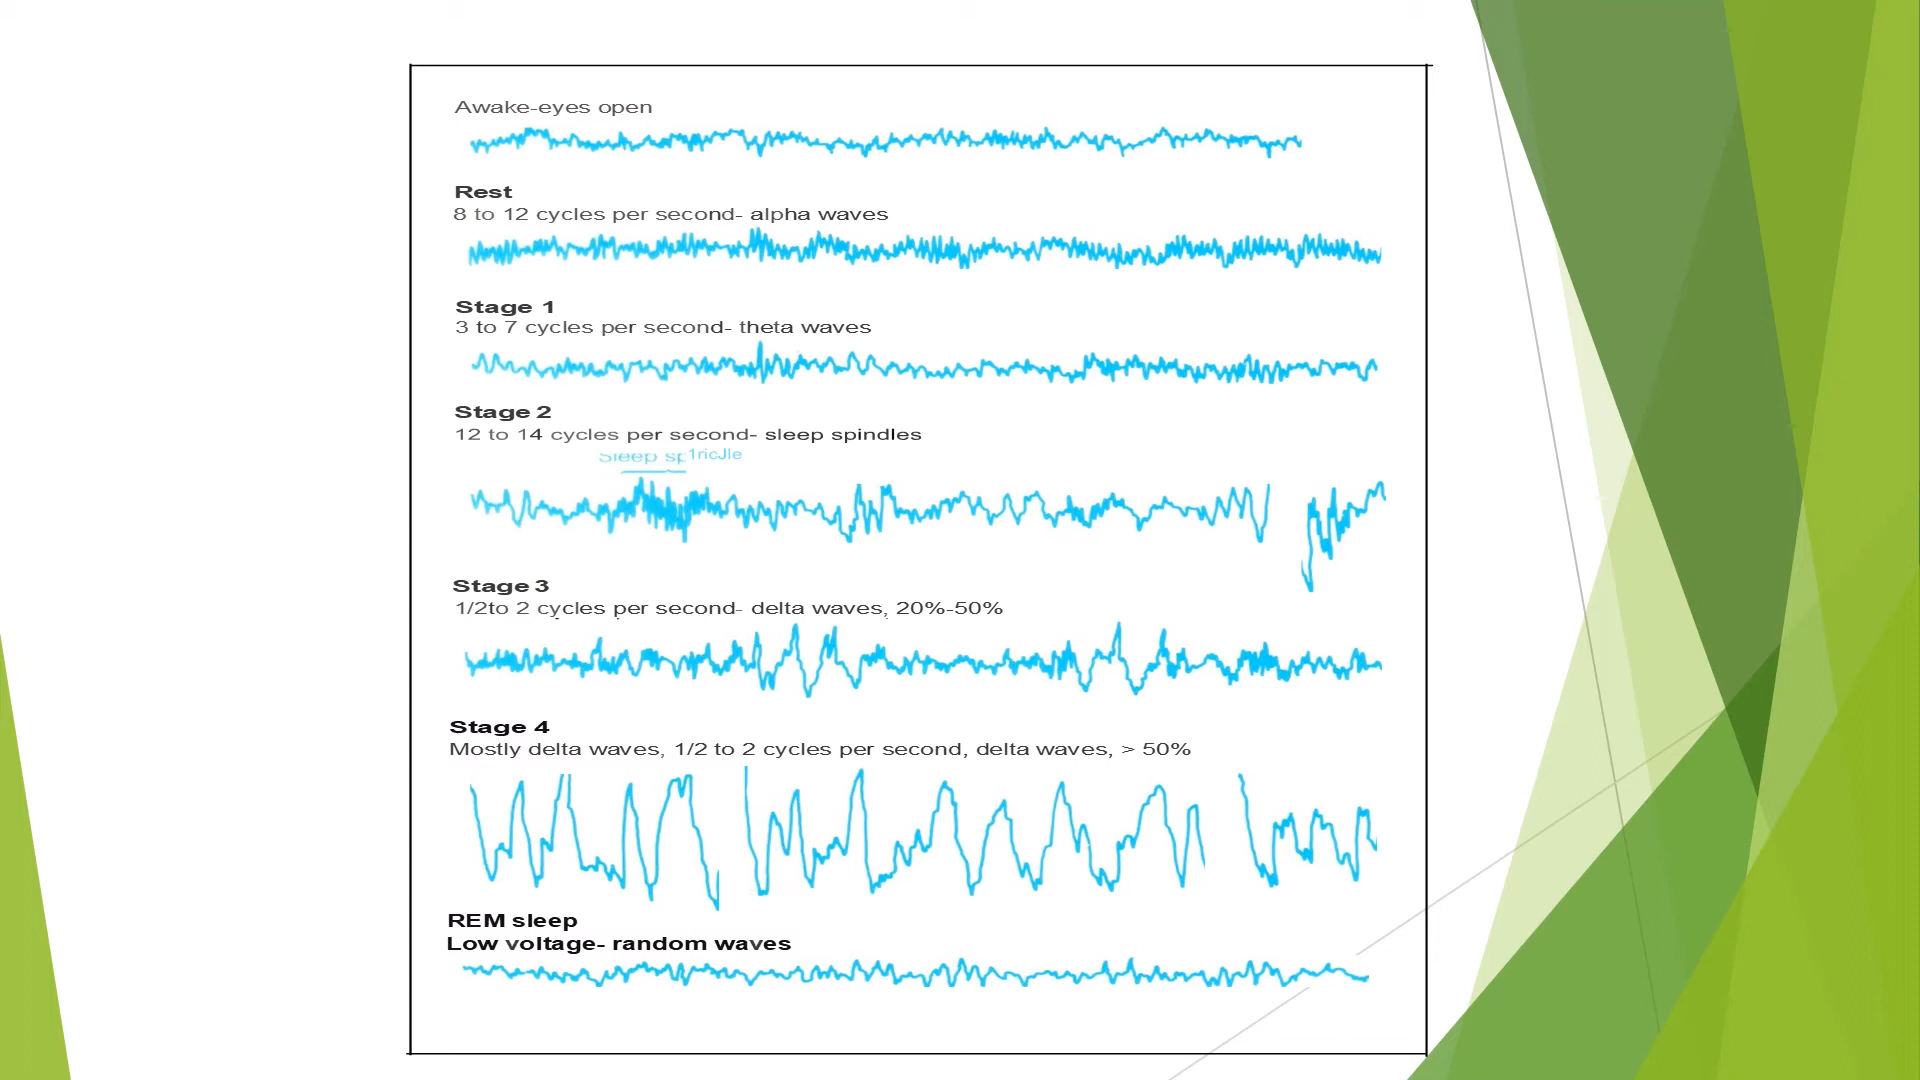 Awake-eyes open
Rest
8 to 12 cycles per second- alpha waves
Stage 1
3 to 7 cycles per second- theta waves
Stage 2
12 to 14 cycles per second- sleep spindles
Sleep sp1ricJle
Stage 3
1/2to 2 cycles per second- delta waves, 20%-50%
Stage 4
Mostly delta waves, 1/2 to 2 cycles per second, delta waves, > 50%
REM sleep
Low voltage- random waves